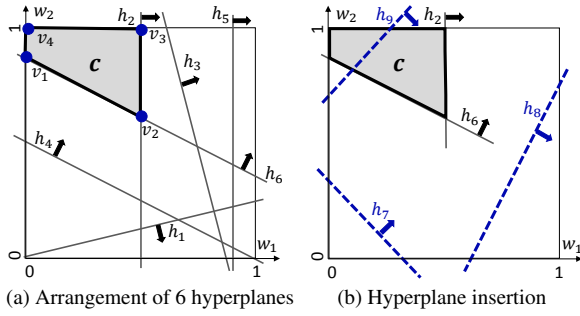 w₂ h₂ h₅
1 v₄ v₃
c h₃
v₁
v₂
h₄
h₆
h₁
0 w₁
0 1
(a) Arrangement of 6 hyperplanes
w₂ h₉ h₂
1
c
h₆ h₈
h₇
0 w₁
0 1
(b) Hyperplane insertion